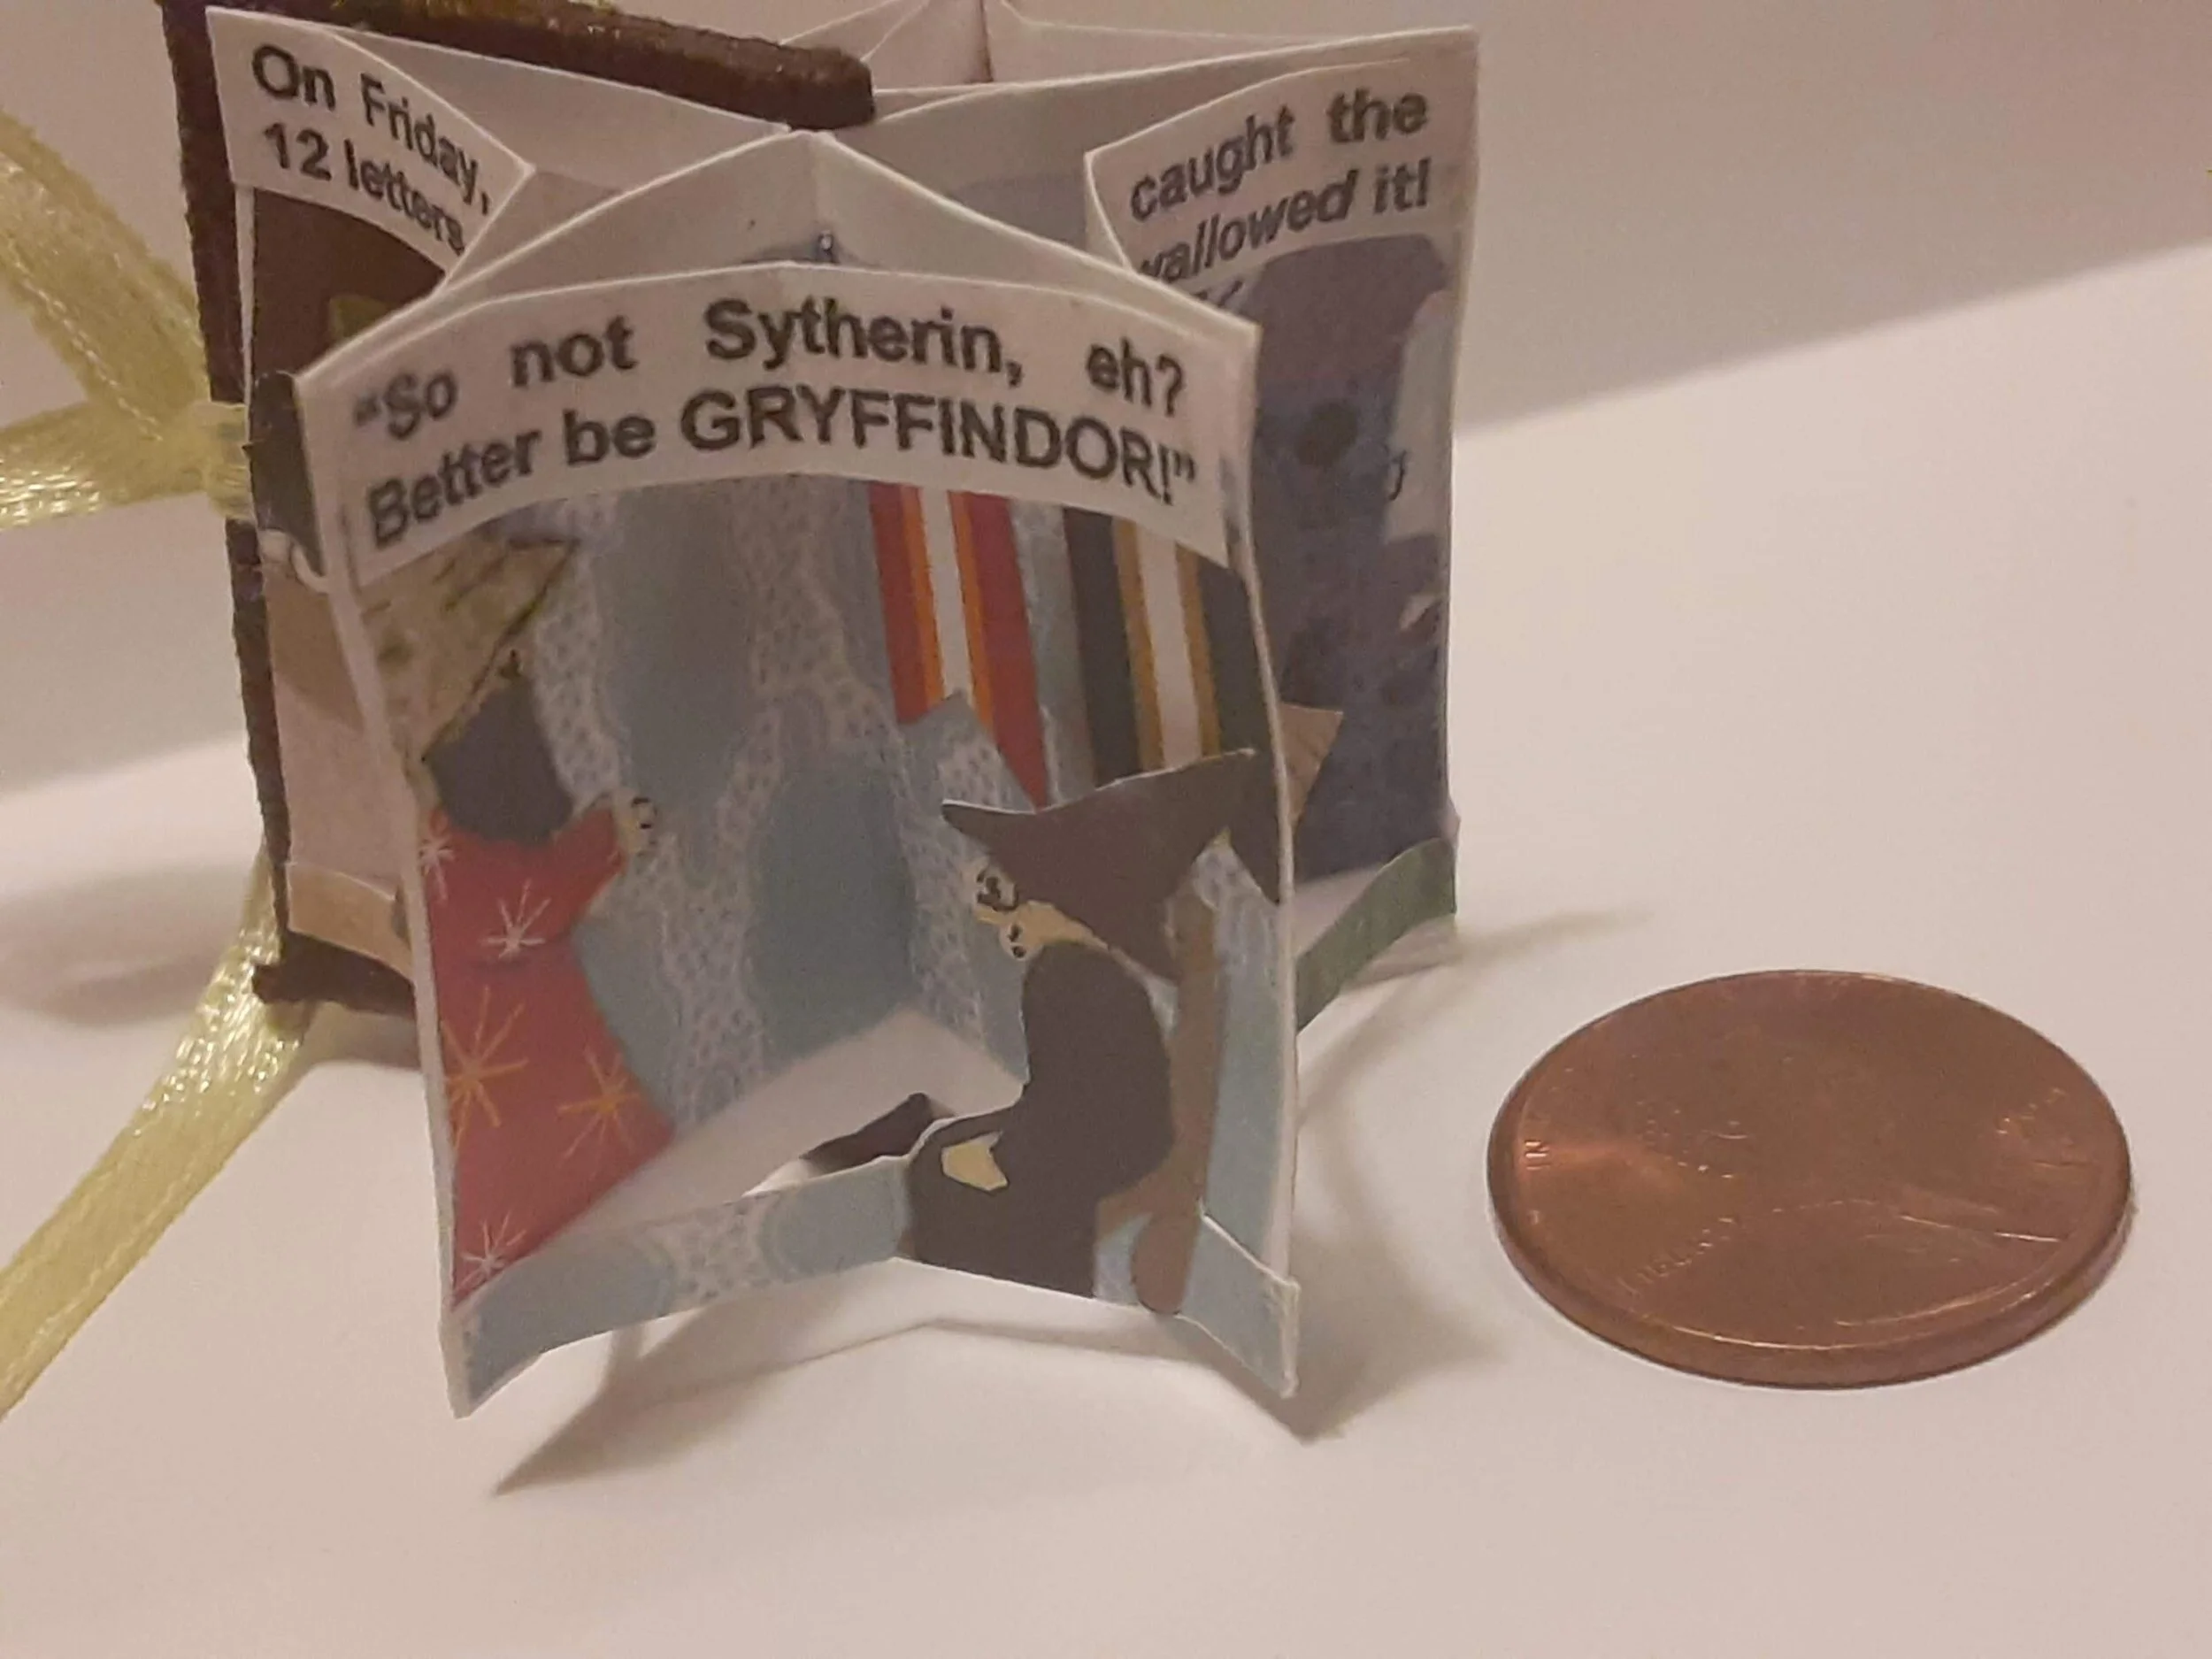 On Friday,
12 letters
caught the
wallowed it!
“So not Sytherin, eh?
Better be GRYFFINDOR!”